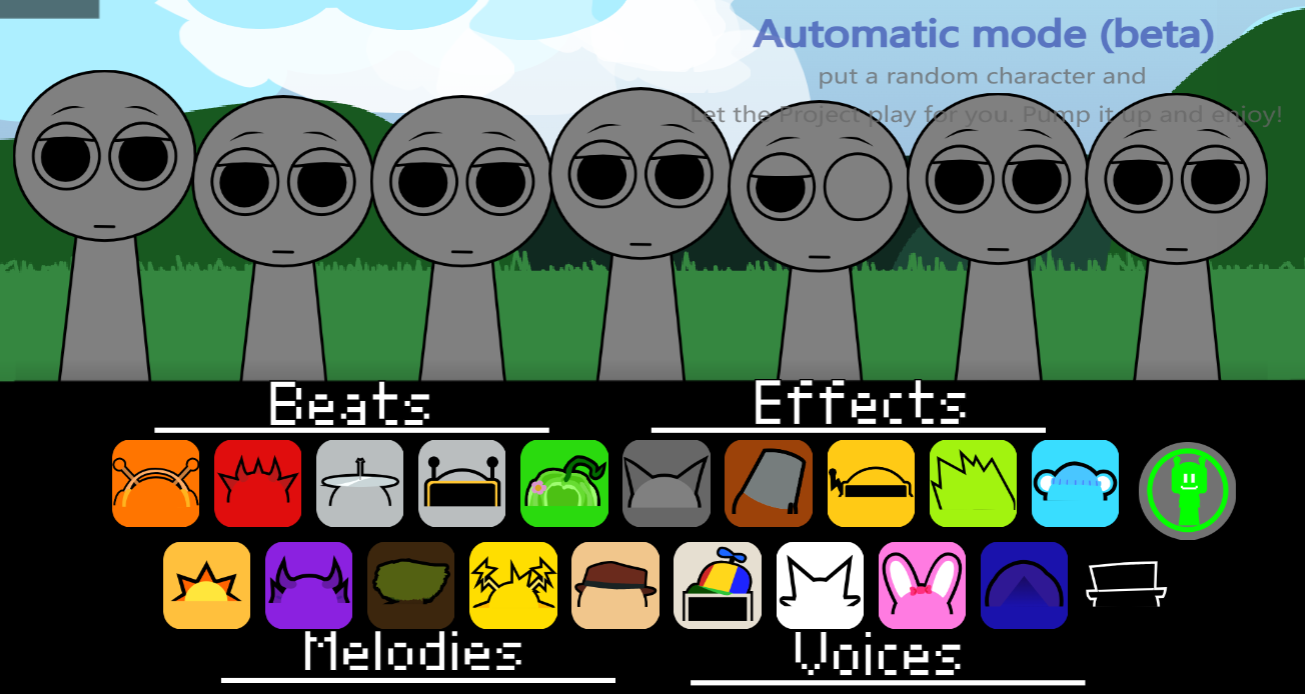 Automatic mode (beta)
put a random character and
Let the Project play for you. Pump it up and enjoy!
Beats
Effects
Melodies
Voices